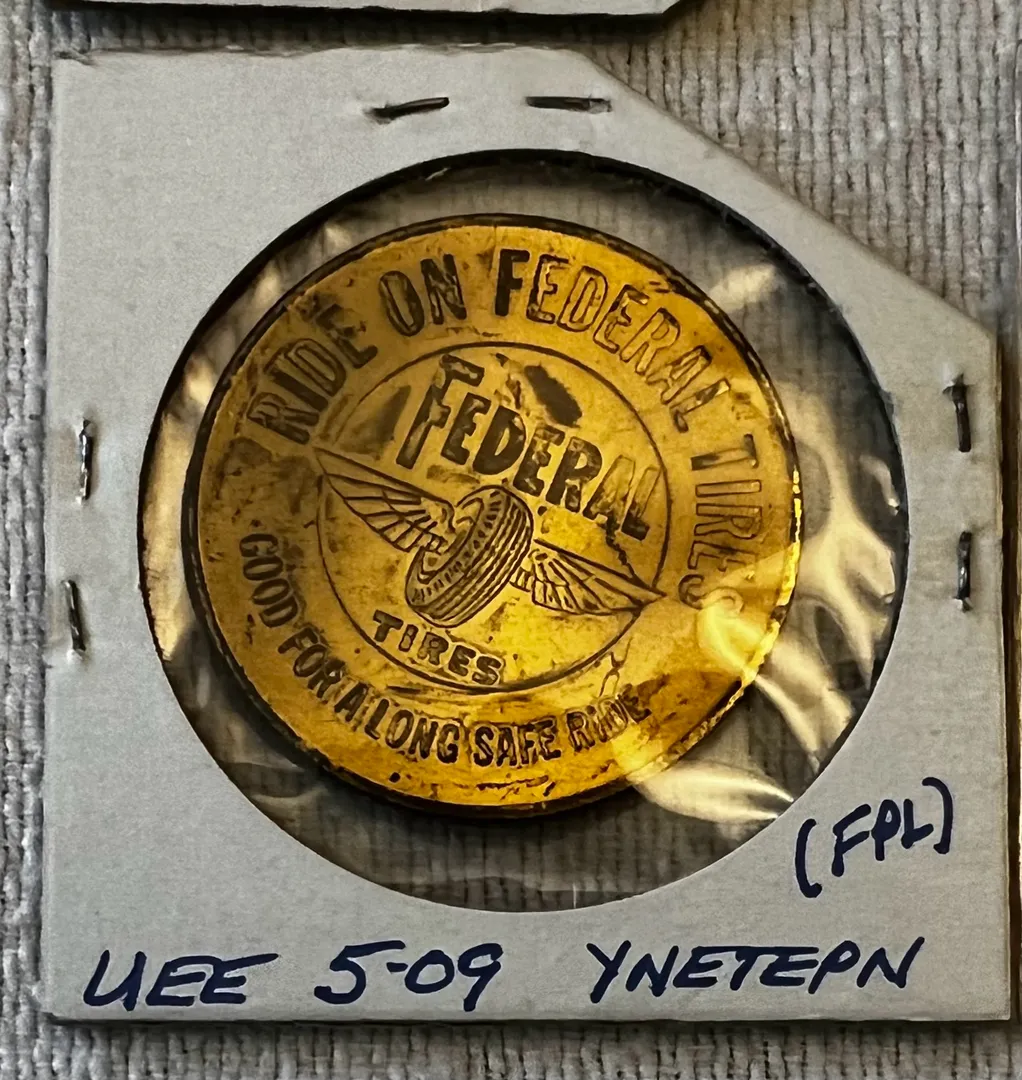 RIDE ON FEDERAL TIRES
FEDERAL
TIRES
GOOD FOR A LONG SAFE RIDE
(FPL)
UEE 5-09 YNETEPN